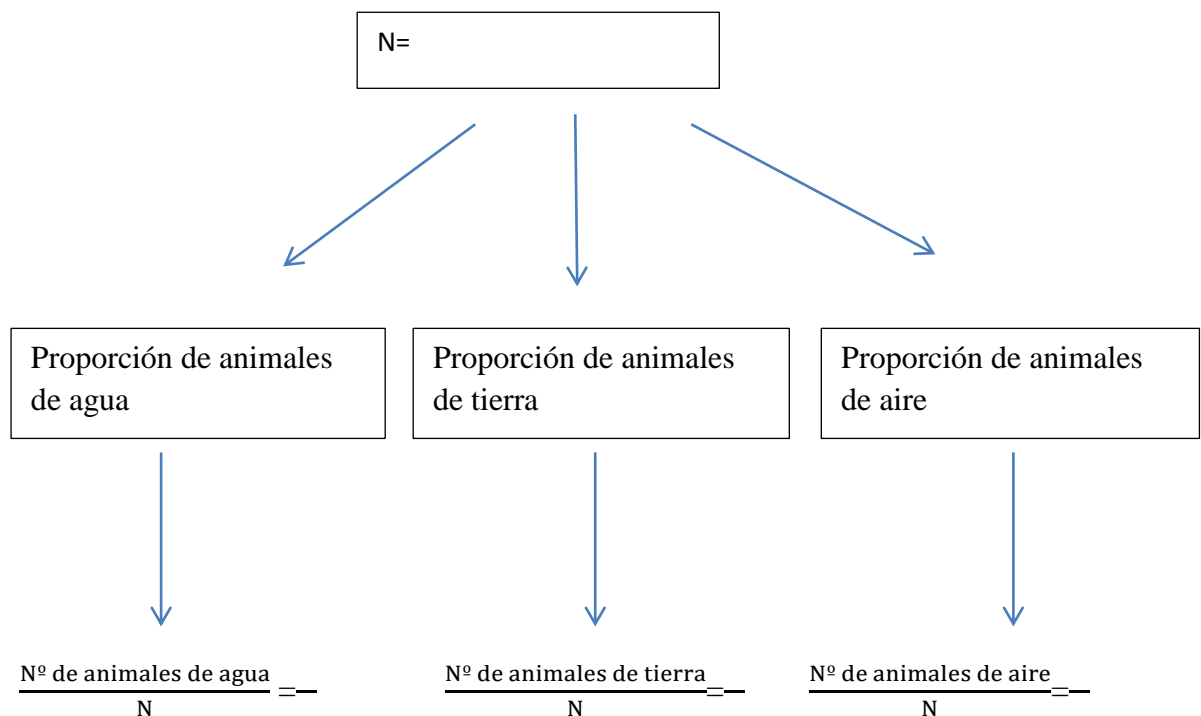 N=
Proporción de animales
de agua
Proporción de animales
de tierra
Proporción de animales
de aire
Nº de animales de agua
N
=
Nº de animales de tierra
N
=
Nº de animales de aire
N
=